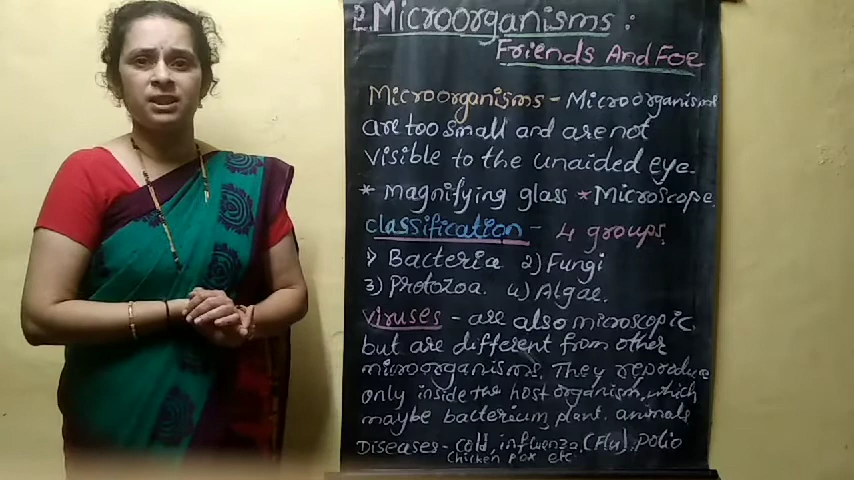 2. Microorganisms :
Friends And Foe
Microorganisms - Microorganisms
are too small and are not
visible to the unaided eye.
* magnifying glass * Microscope.
classification - 4 groups.
1) Bacteria 2) Fungi
3) Protozoa. 4) Algae.
viruses - are also microscopic
but are different from other
microorganisms. They reproduce
only inside the host organism, which
maybe bacterium, plant, animals
Diseases - cold, influenza, (Flu), Polio
Chicken Pox etc.